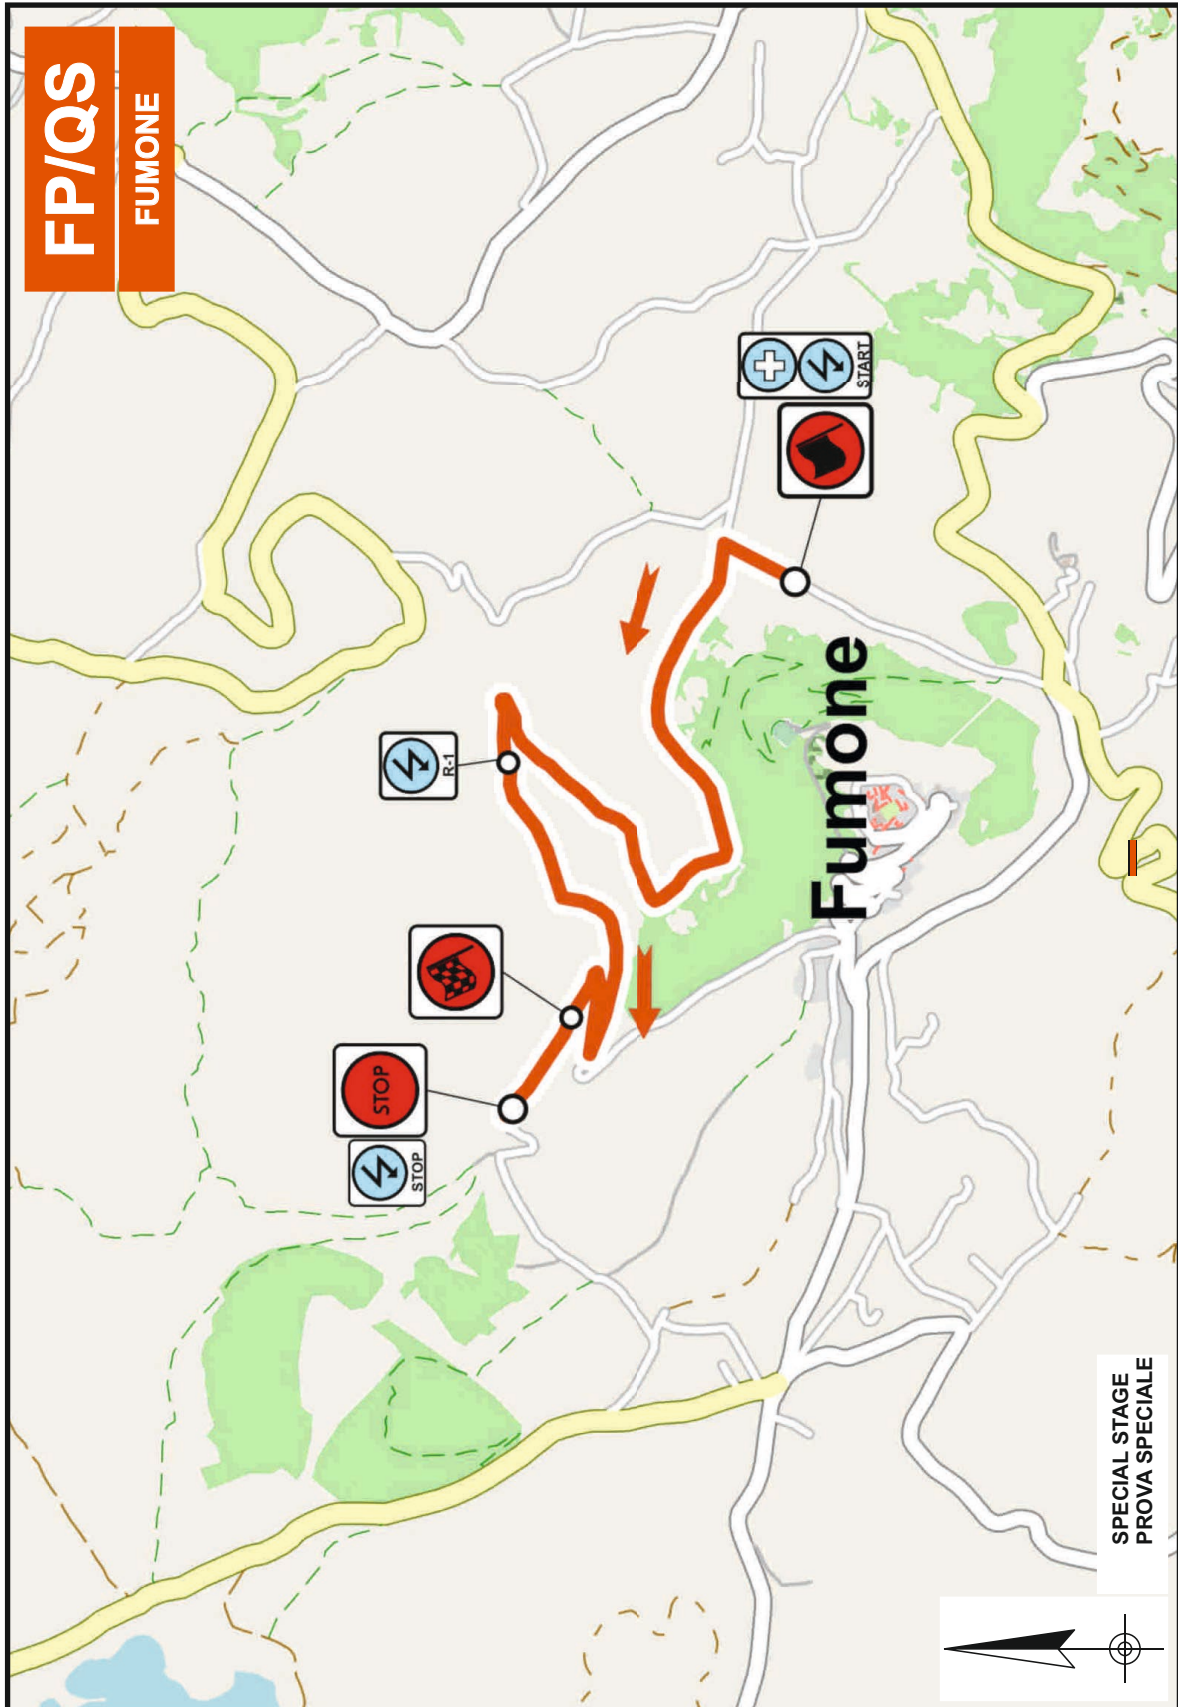 FP/QS
FUMONE
START
R-1
STOP
STOP
Fumone
SPECIAL STAGE
PROVA SPECIALE